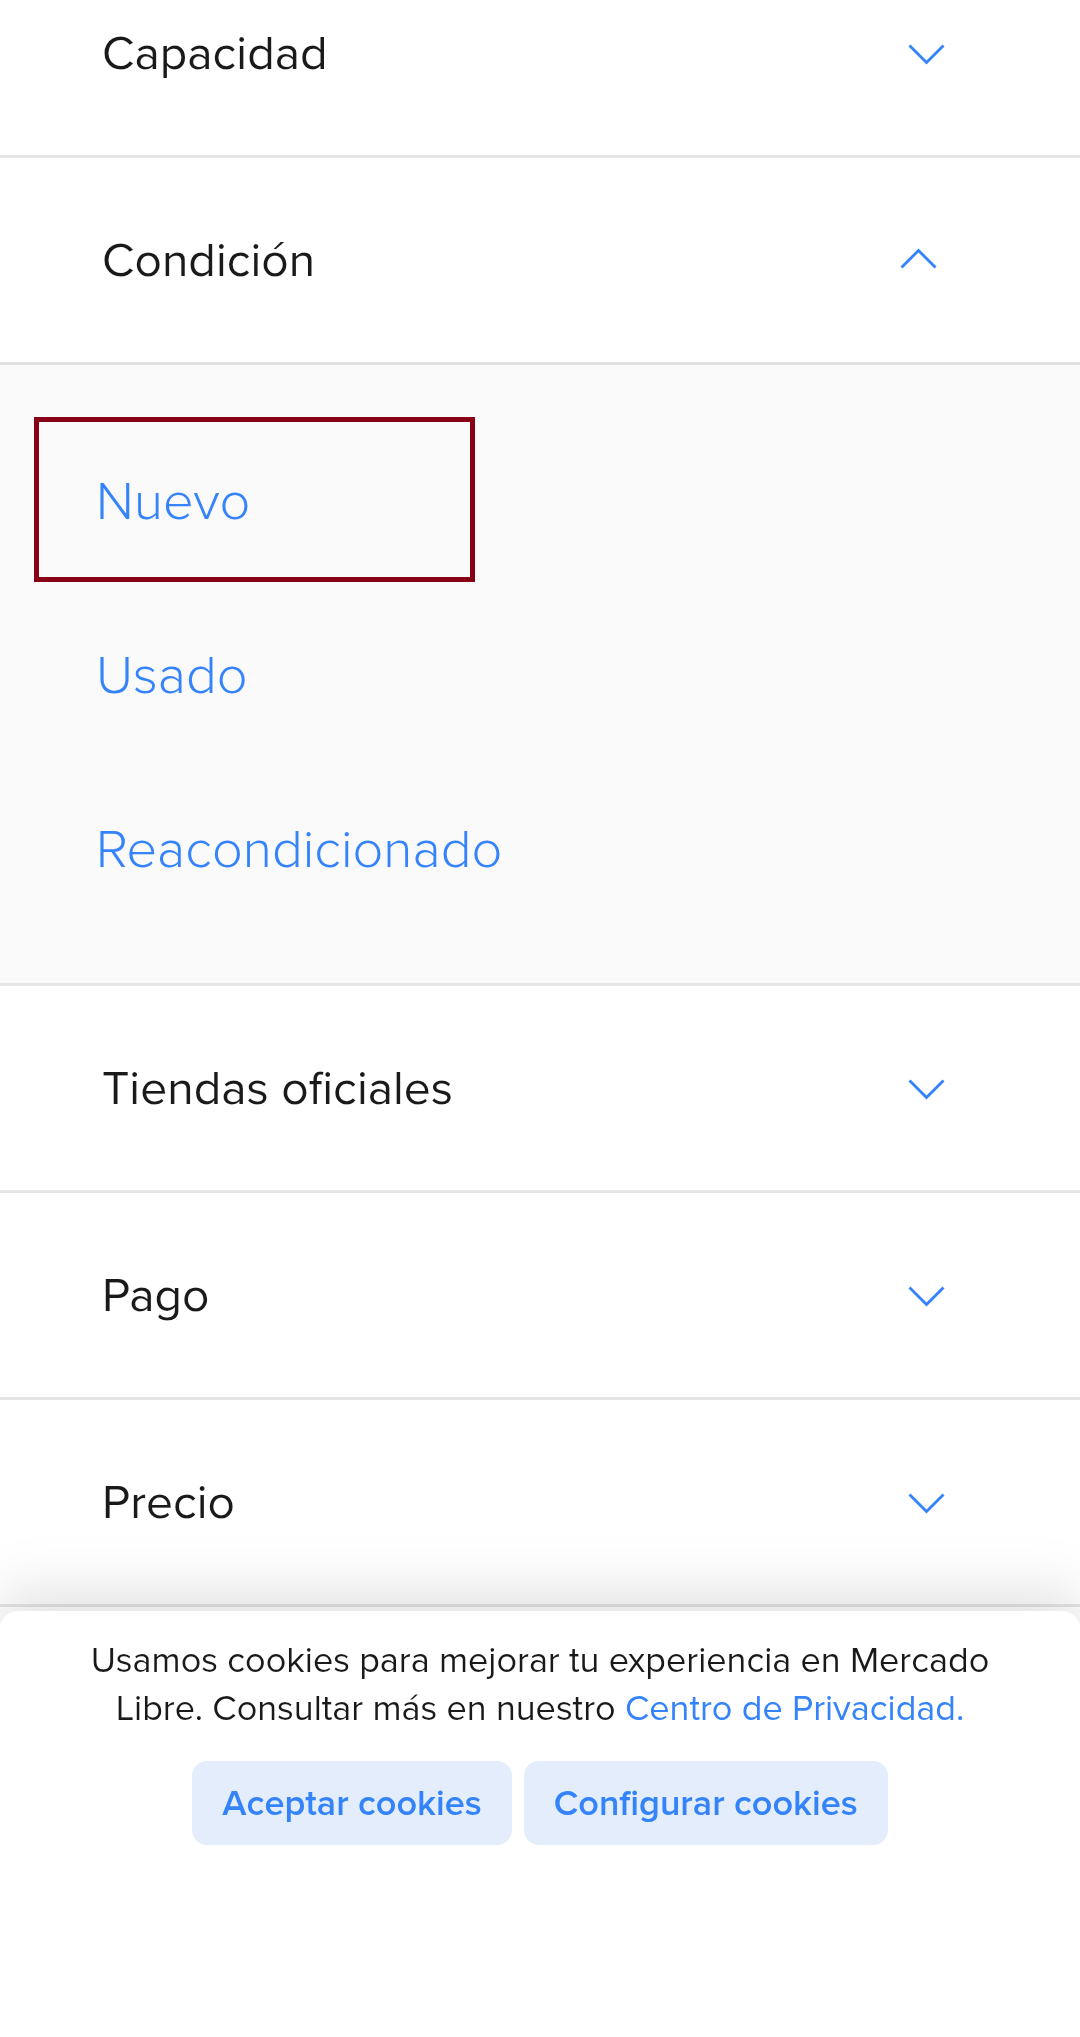 Capacidad
Condición
Nuevo
Usado
Reacondicionado
Tiendas oficiales
Pago
Precio
Usamos cookies para mejorar tu experiencia en Mercado
Libre. Consultar más en nuestro Centro de Privacidad.
Aceptar cookies Configurar cookies